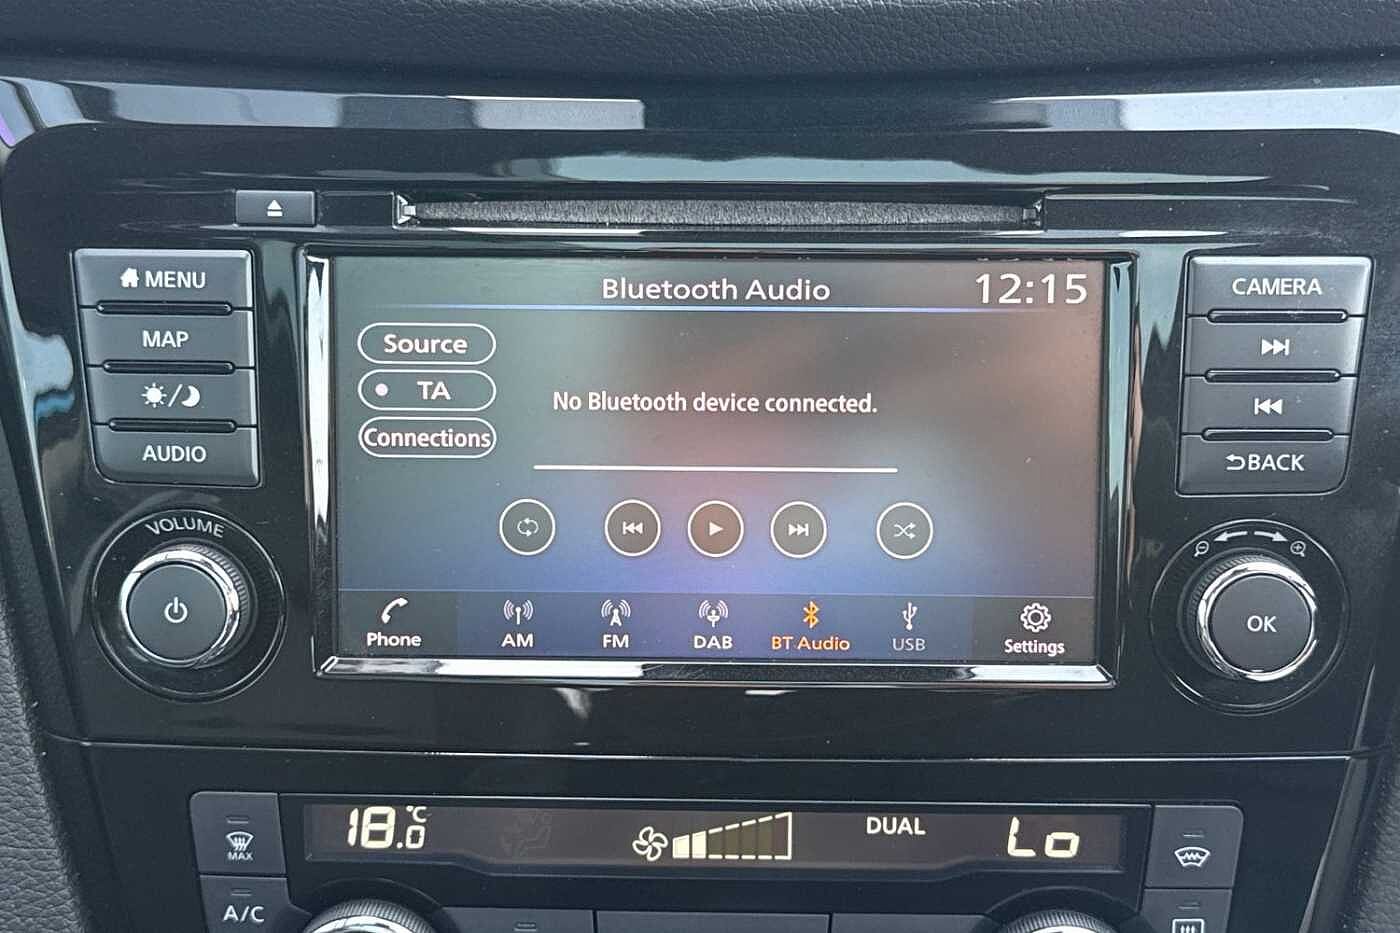 MENU
MAP
AUDIO
VOLUME
Bluetooth Audio
12:15
Source
TA
Connections
No Bluetooth device connected.
Phone
AM
FM
DAB
BT Audio
USB
Settings
CAMERA
BACK
OK
MAX
A/C
18.0 °C
DUAL
Lo